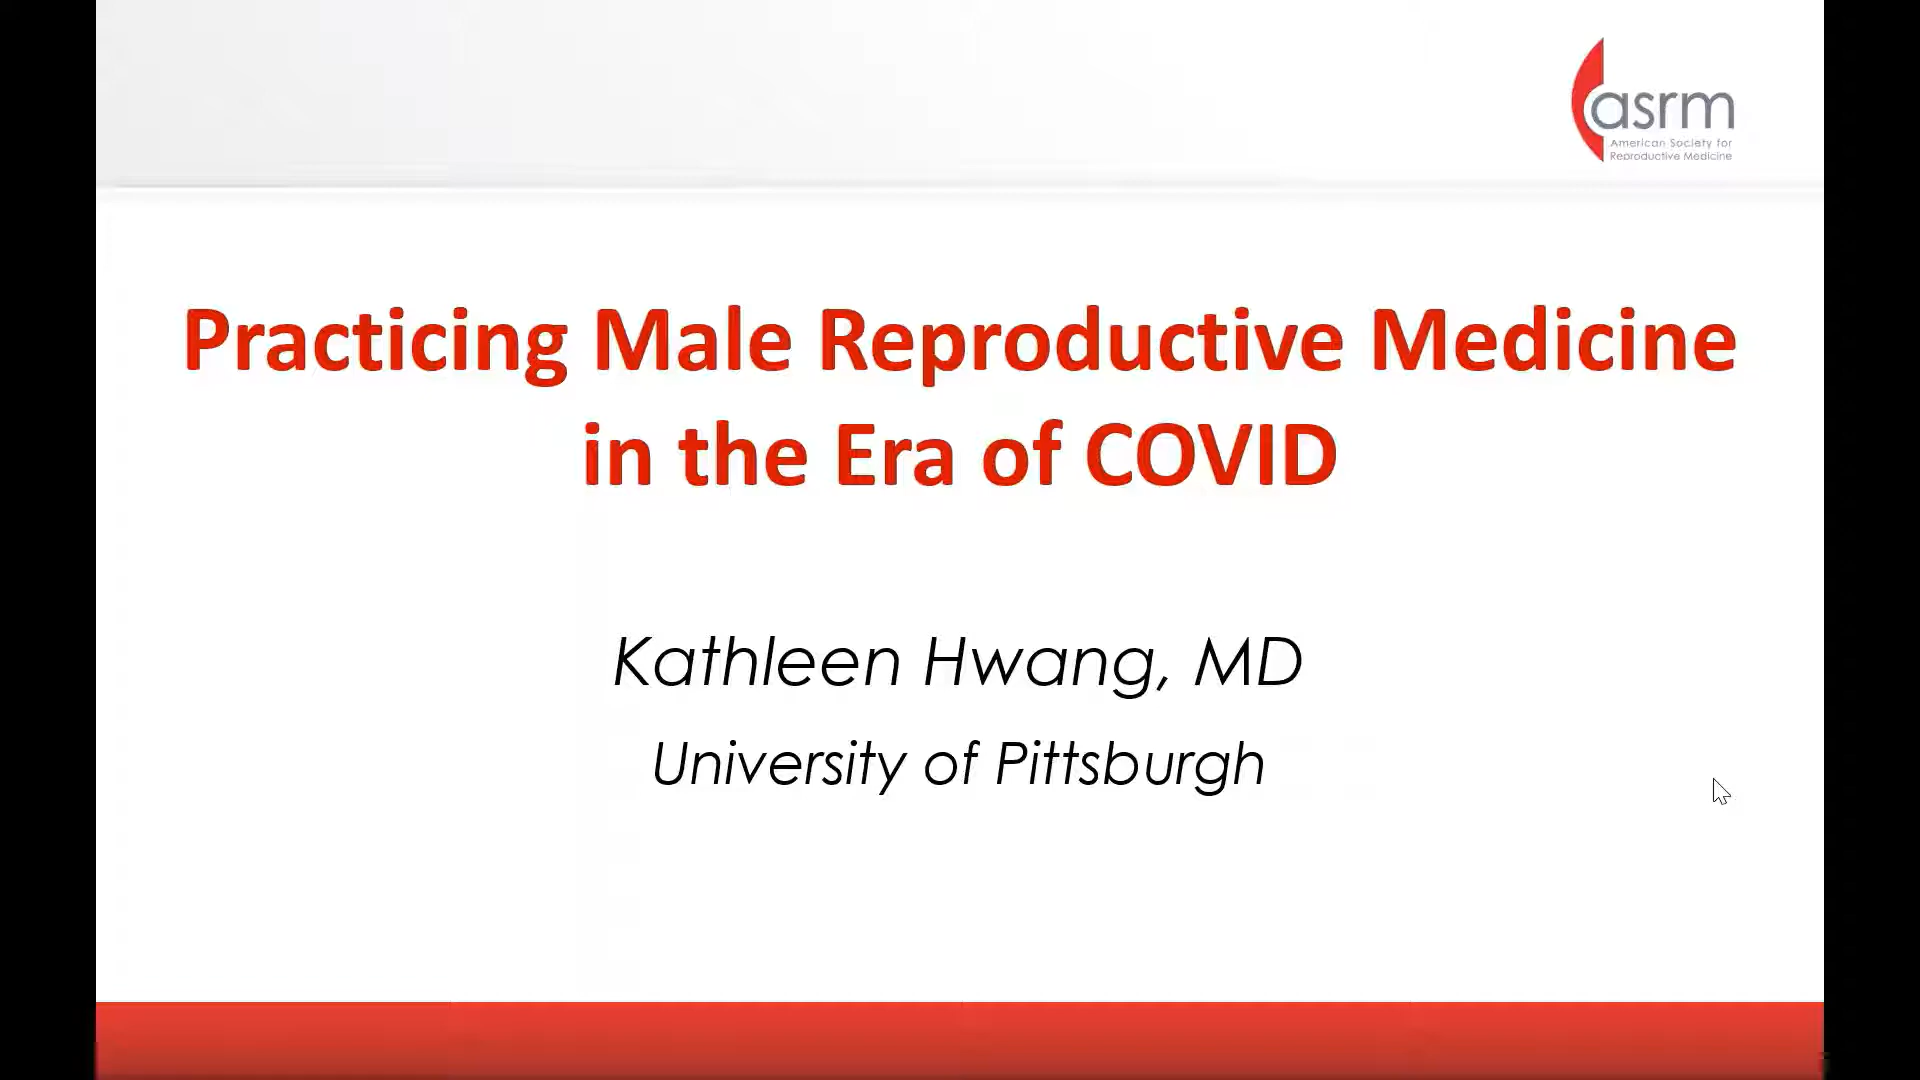 asrm
American Society for
Reproductive Medicine
Practicing Male Reproductive Medicine
in the Era of COVID
Kathleen Hwang, MD
University of Pittsburgh